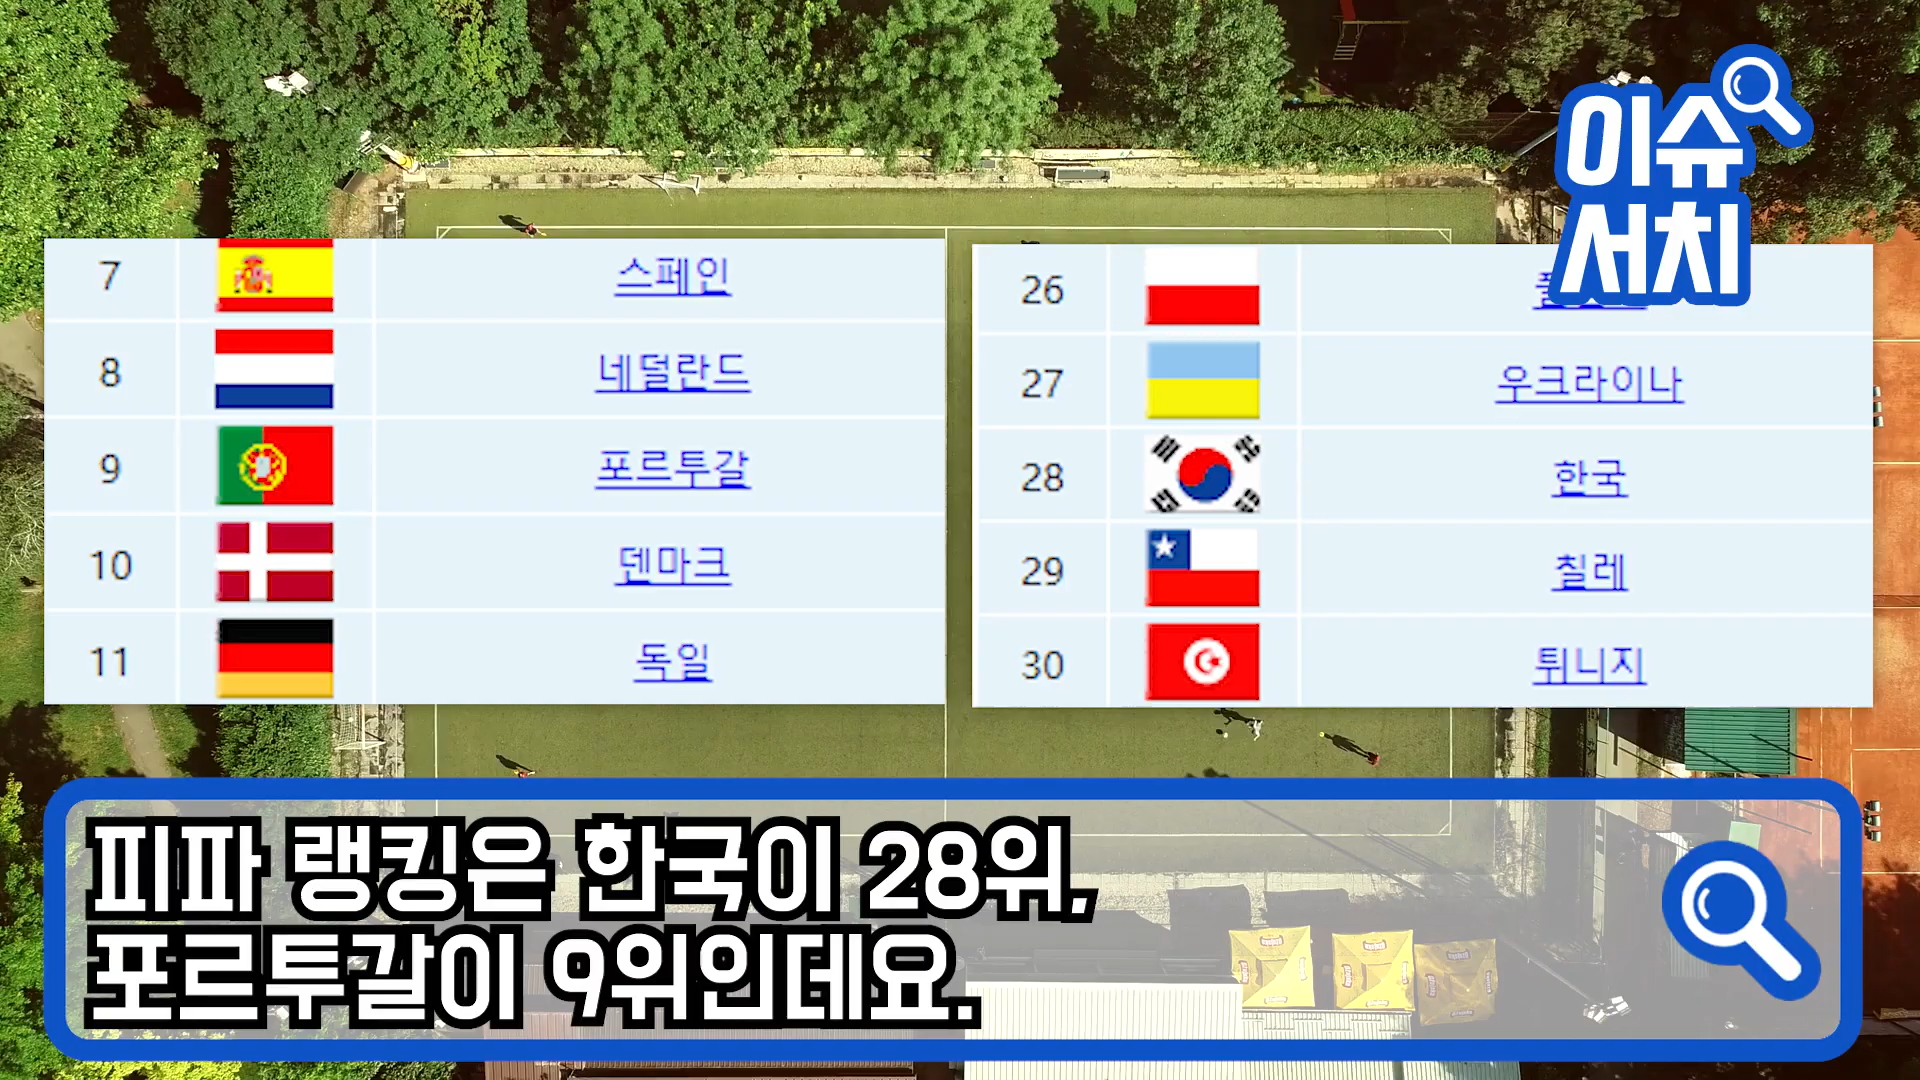 이슈
서치
7 스페인
8 네덜란드
9 포르투갈
10 덴마크
11 독일
26
27 우크라이나
28 한국
29 칠레
30 튀니지
피파 랭킹은 한국이 28위,
포르투갈이 9위인데요.